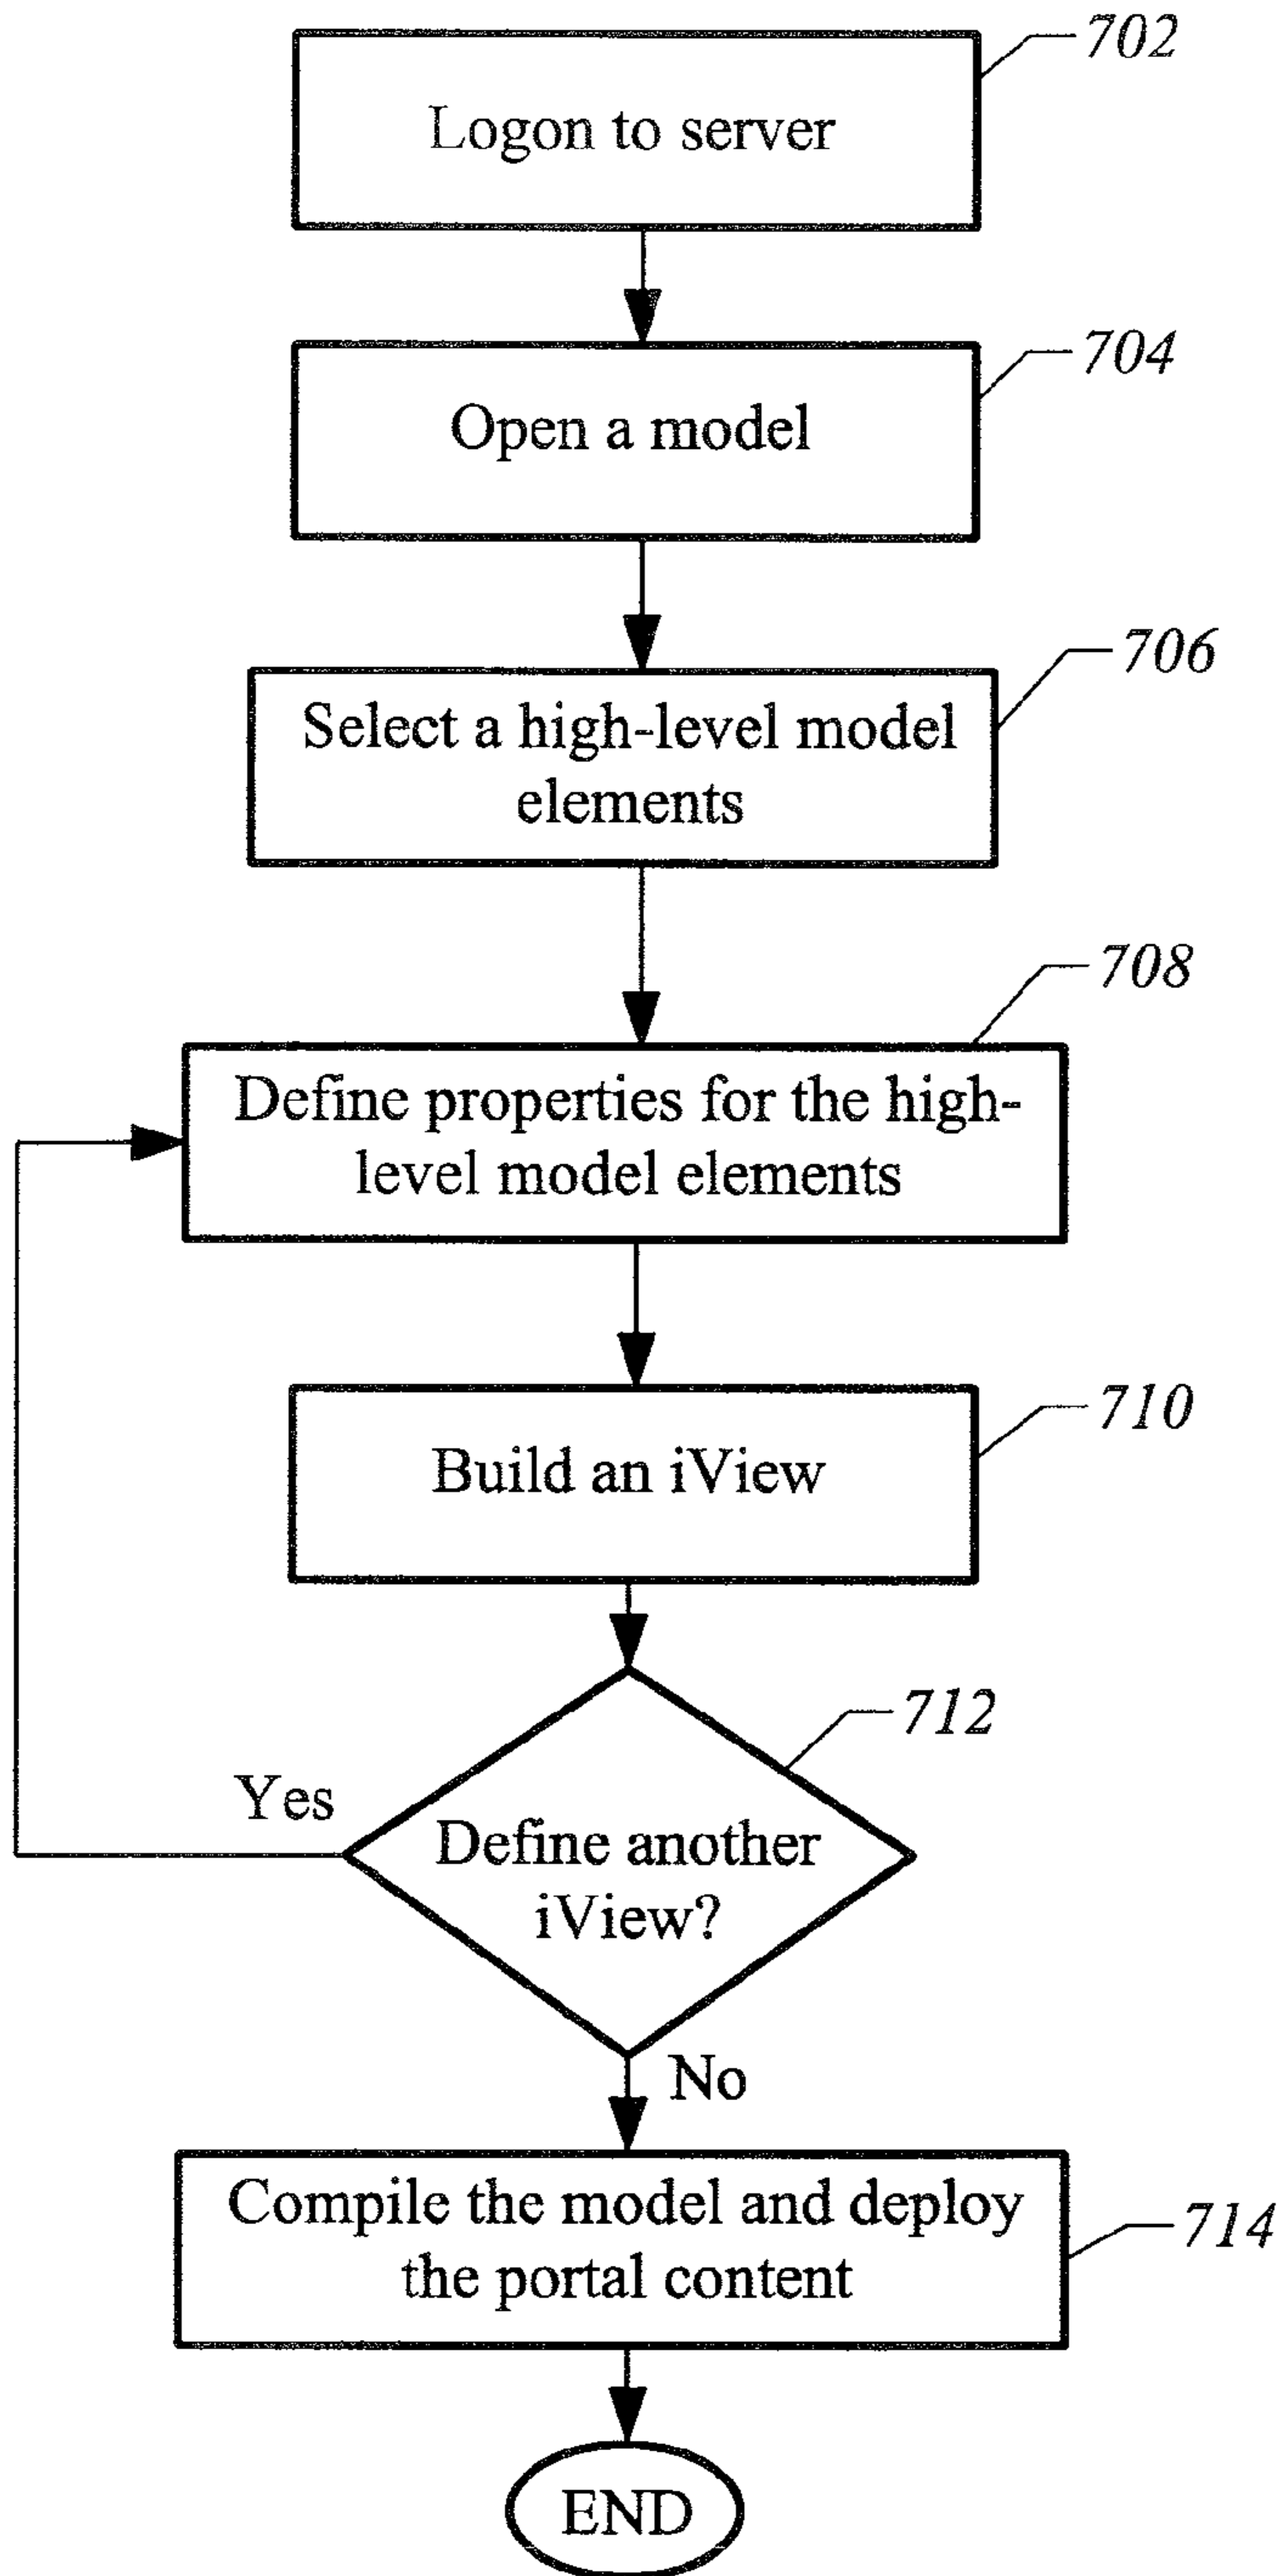 702
Logon to server
704
Open a model
706
Select a high-level model
elements
708
Define properties for the high-
level model elements
710
Build an iView
712
Yes
Define another
iView?
No
Compile the model and deploy
the portal content
714
END